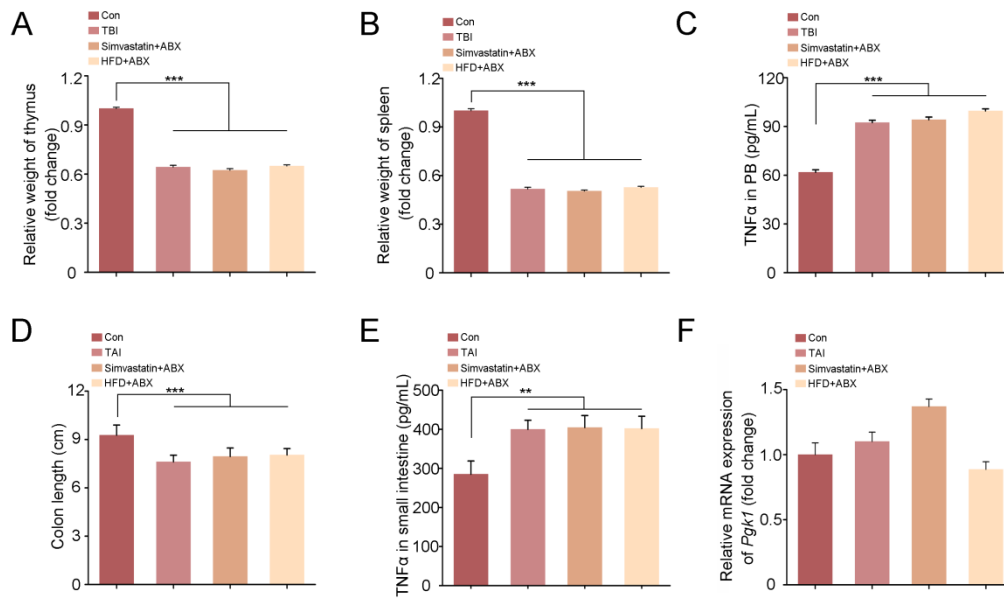 A
Con
TBI
Simvastatin+ABX
HFD+ABX
Relative weight of thymus
(fold change)
1.2
0.9
0.6
0.3
0
***
B
Con
TBI
Simvastatin+ABX
HFD+ABX
Relative weight of spleen
(fold change)
1.2
0.9
0.6
0.3
0
***
C
Con
TBI
Simvastatin+ABX
HFD+ABX
TNFα in PB (pg/mL)
120
90
60
30
0
***
D
Con
TAI
Simvastatin+ABX
HFD+ABX
Colon length (cm)
12
9
6
3
0
***
E
Con
TAI
Simvastatin+ABX
HFD+ABX
TNFα in small intestine (pg/mL)
500
400
300
200
100
0
**
F
Con
TAI
Simvastatin+ABX
HFD+ABX
Relative mRNA expression
of Pgk1 (fold change)
1.5
1.0
0.5
0